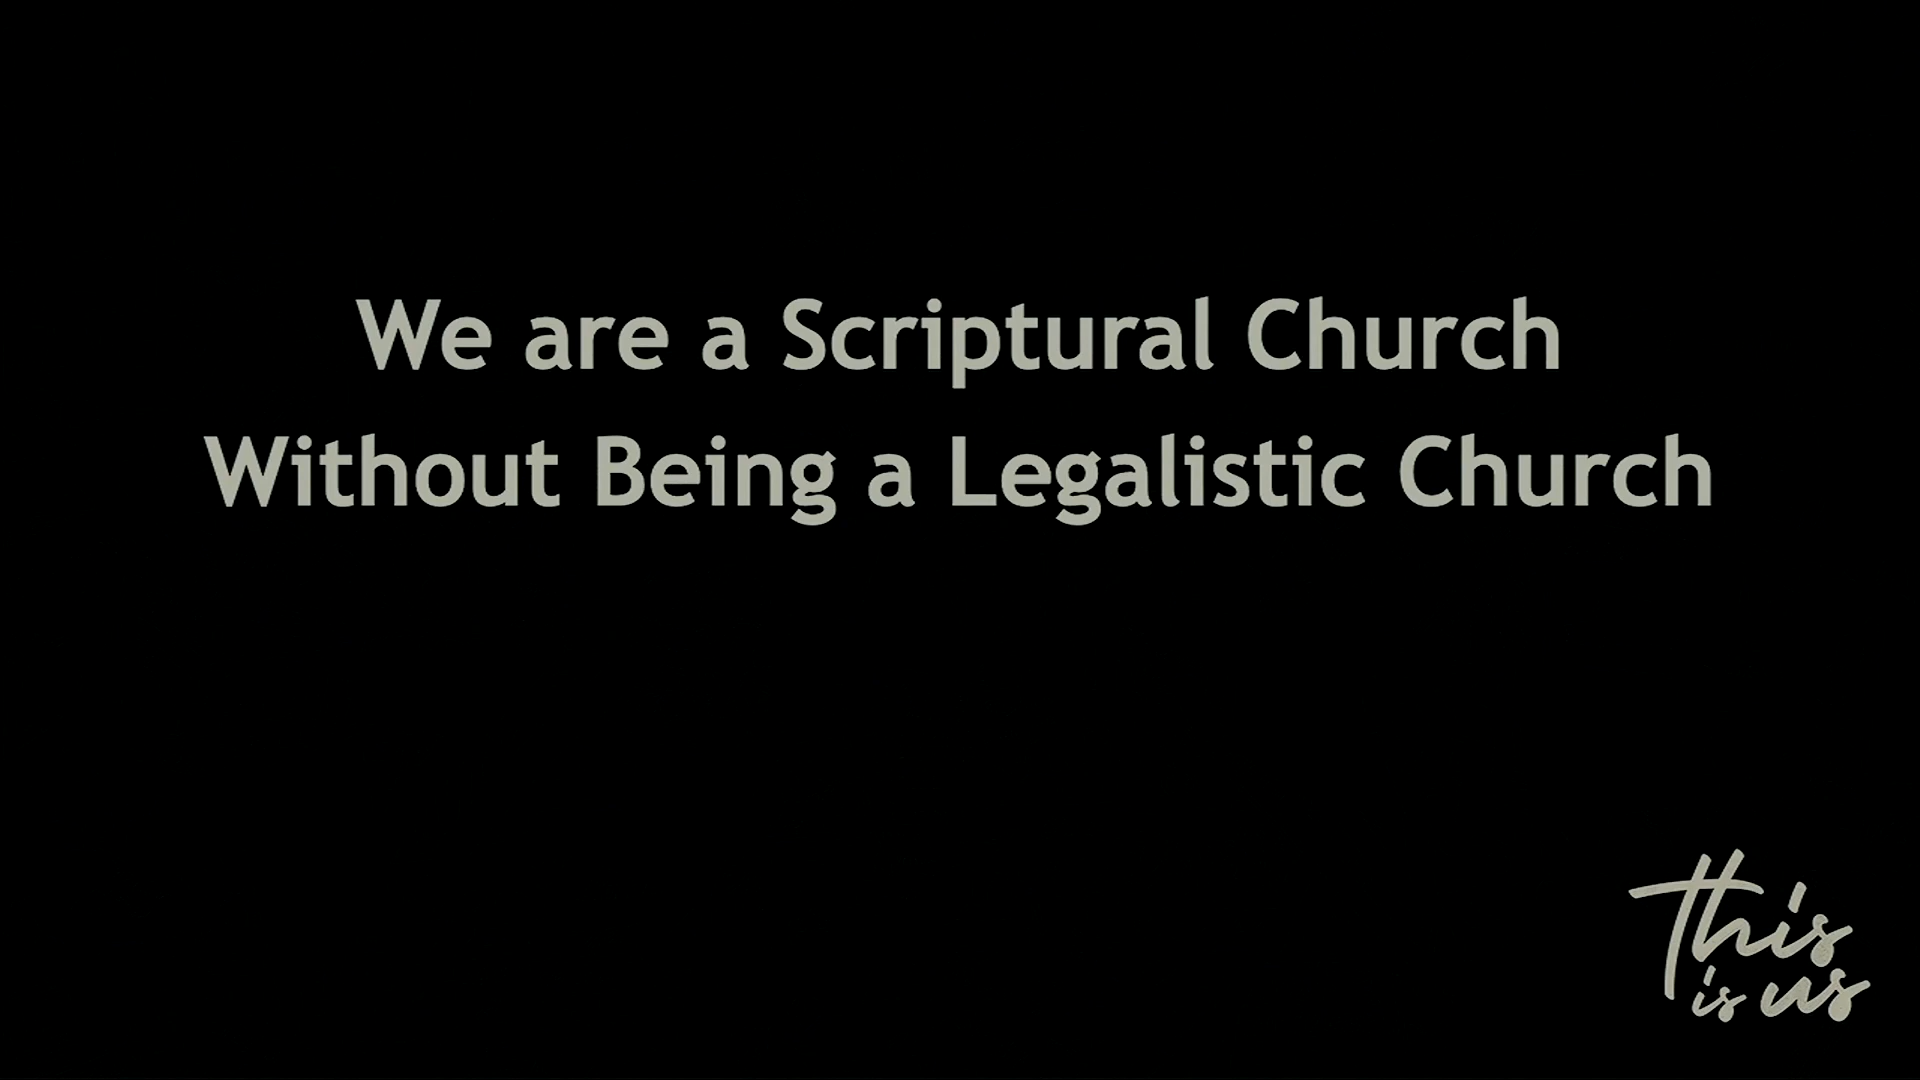 We are a Scriptural Church
Without Being a Legalistic Church
this
is us